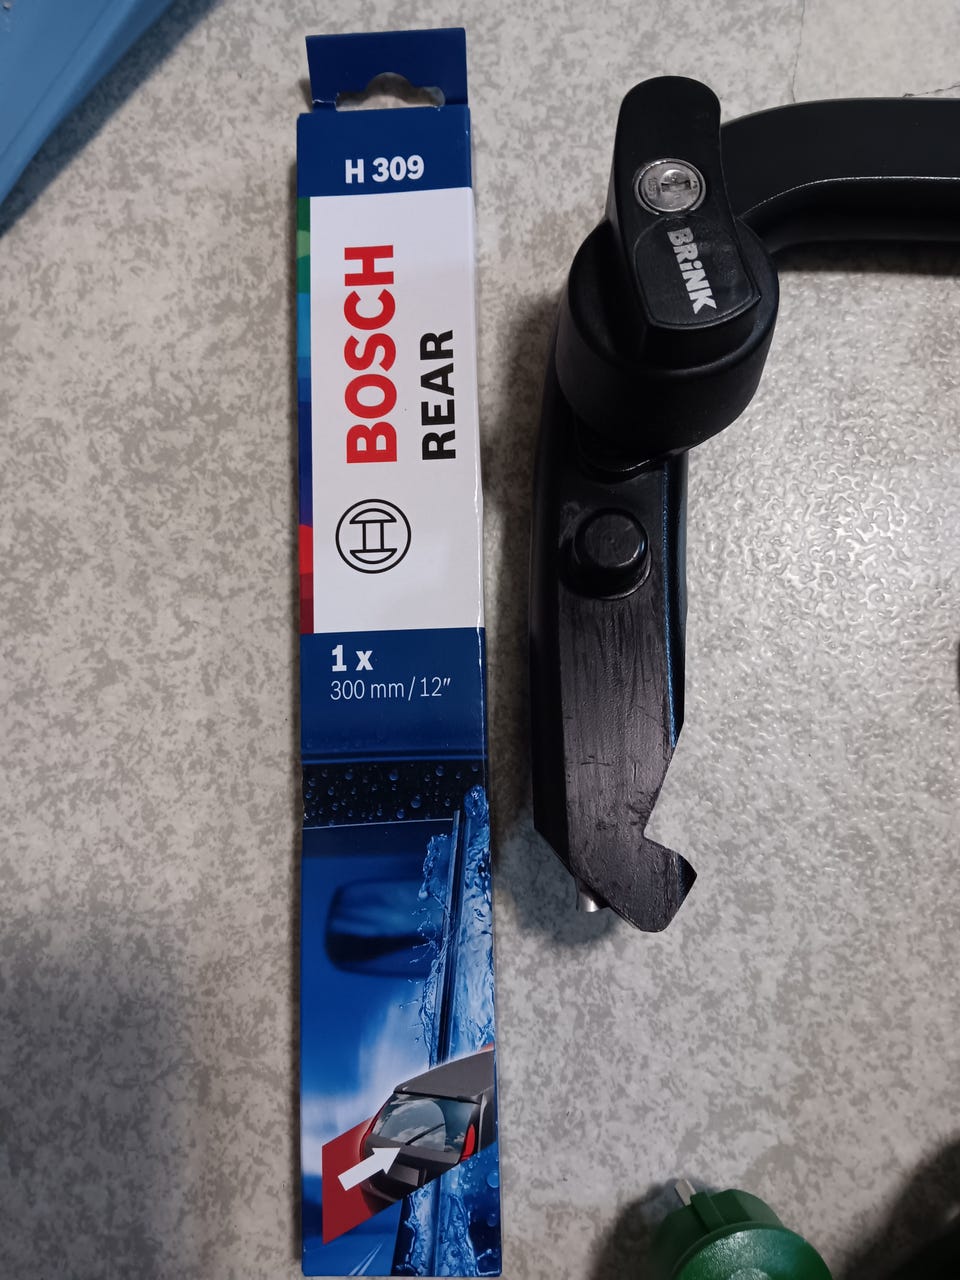 H 309
BOSCH
REAR
1 x
300 mm / 12"
BRiNK